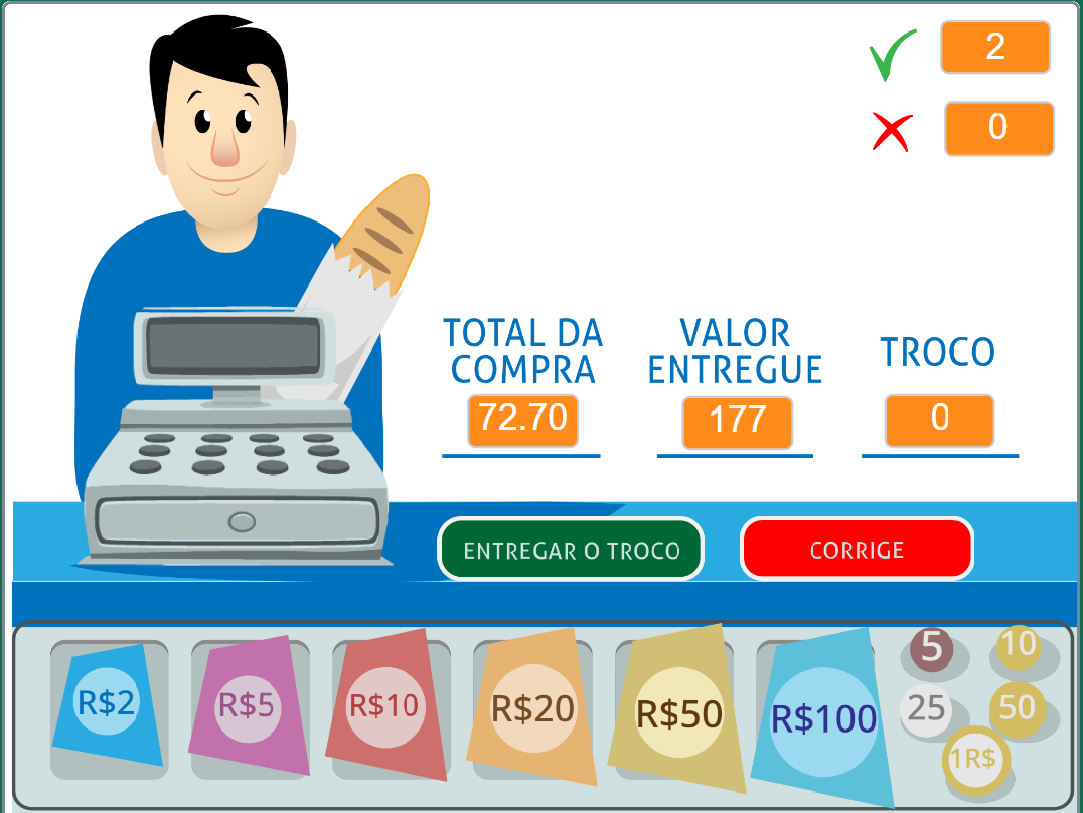 2
0
TOTAL DA
COMPRA
VALOR
ENTREGUE
TROCO
72.70
177
0
ENTREGAR O TROCO
CORRIGE
R$2
R$5
R$10
R$20
R$50
R$100
5
10
25
50
1R$